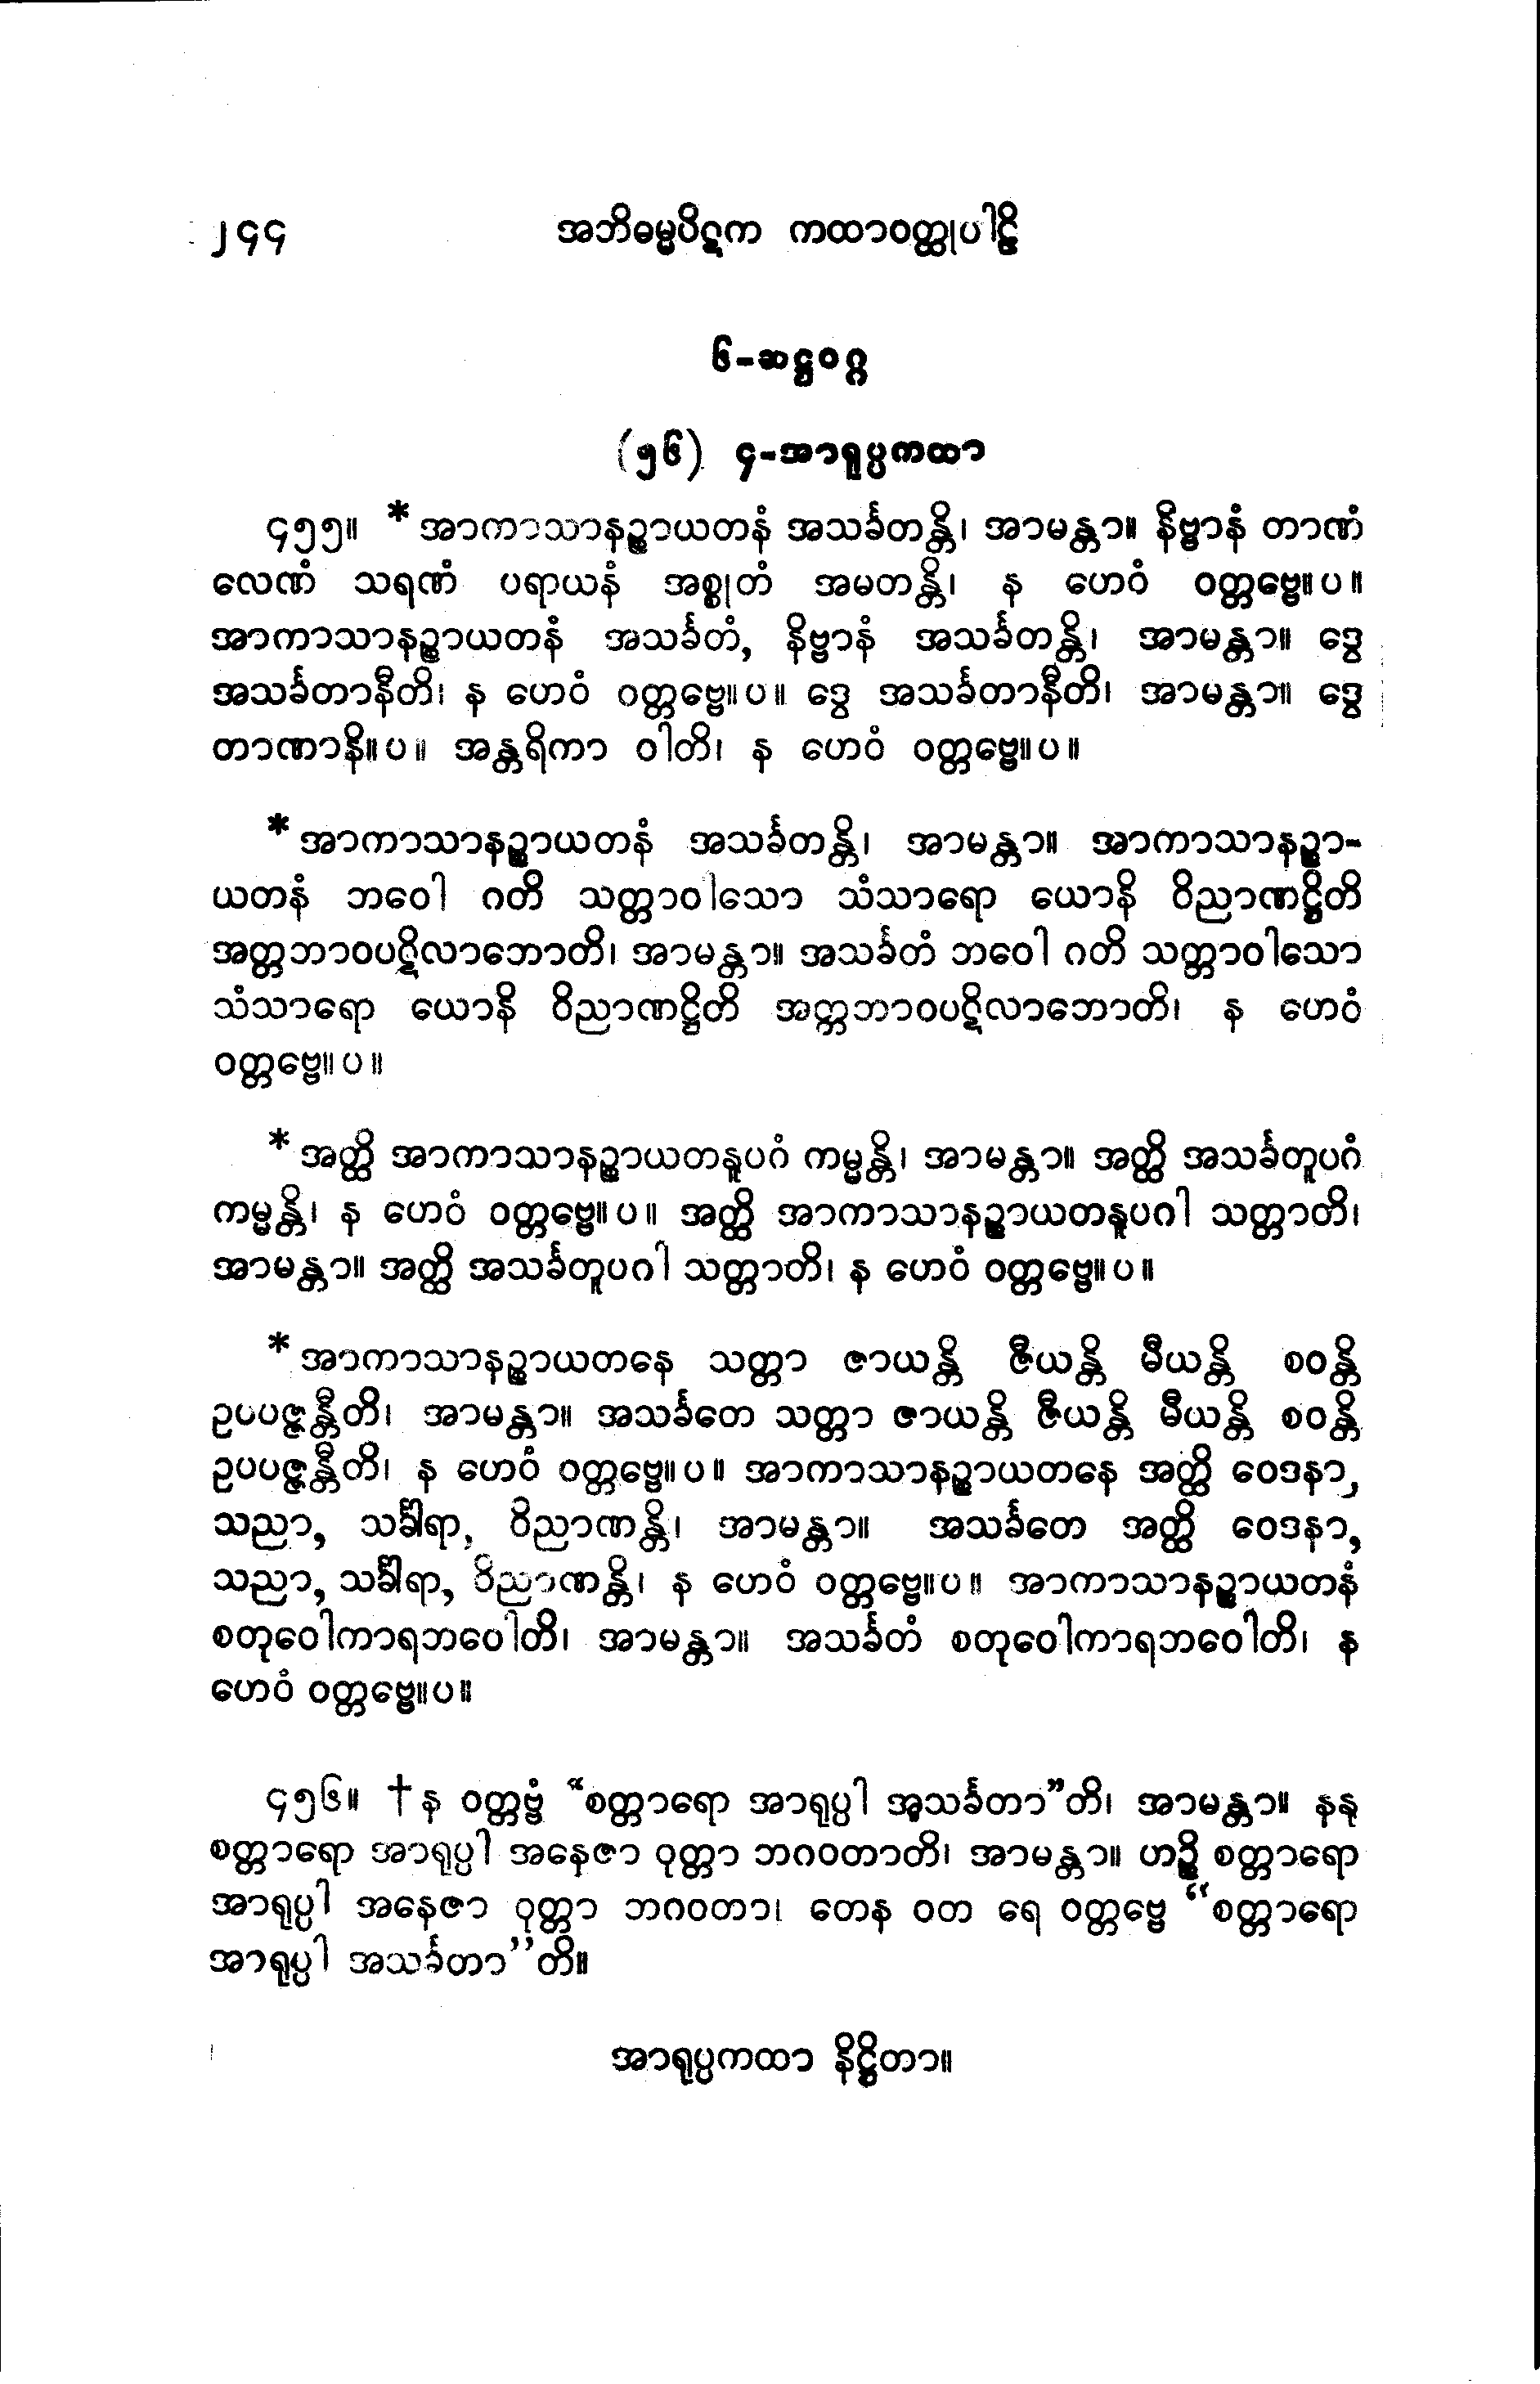 ၂၄၄ အဘိဓမ္မပိဋက ကထာဝတ္ထုပါဠိ
၆-ဆဋ္ဌဝဂ္ဂ
(၅၆) ၄-အာရုပ္ပကထာ
၄၅၅။ *အာကာသာနဉ္စာယတနံ အသင်္ခတန္တိ၊ အာမန္တာ။ နိဗ္ဗာနံ တာဏံ
လေဏံ သရဏံ ပရာယနံ အစ္စုတံ အမတန္တိ၊ န ဟေဝံ ဝတ္တဗ္ဗေ။ပ။
အာကာသာနဉ္စာယတနံ အသင်္ခတံ, နိဗ္ဗာနံ အသင်္ခတန္တိ၊ အာမန္တာ။ ဒွေ
အသင်္ခတာနီတိ၊ န ဟေဝံ ဝတ္တဗ္ဗေ။ပ။ ဒွေ အသင်္ခတာနီတိ၊ အာမန္တာ။ ဒွေ
တာဏာနိ။ပ။ အန္တရိကာ ဝါတိ၊ န ဟေဝံ ဝတ္တဗ္ဗေ။ပ။
*အာကာသာနဉ္စာယတနံ အသင်္ခတန္တိ၊ အာမန္တာ။ အာကာသာနဉ္စာ-
ယတနံ ဘဝေါ ဂတိ သတ္တာဝါသော သံသာရော ယောနိ ဝိညာဏဋ္ဌိတိ
အတ္တဘာဝပဋိလာဘောတိ၊ အာမန္တာ။ အသင်္ခတံ ဘဝေါ ဂတိ သတ္တာဝါသော
သံသာရော ယောနိ ဝိညာဏဋ္ဌိတိ အတ္တဘာဝပဋိလာဘောတိ၊ န ဟေဝံ
ဝတ္တဗ္ဗေ။ပ။
*အတ္ထိ အာကာသာနဉ္စာယတနူပဂံ ကမ္မန္တိ၊ အာမန္တာ။ အတ္ထိ အသင်္ခတူပဂံ
ကမ္မန္တိ၊ န ဟေဝံ ဝတ္တဗ္ဗေ။ပ။ အတ္ထိ အာကာသာနဉ္စာယတနူပဂါ သတ္တာတိ၊
အာမန္တာ။ အတ္ထိ အသင်္ခတူပဂါ သတ္တာတိ၊ န ဟေဝံ ဝတ္တဗ္ဗေ။ပ။
*အာကာသာနဉ္စာယတနေ သတ္တာ ဇာယန္တိ ဇီယန္တိ မီယန္တိ စဝန္တိ
ဥပပဇ္ဇန္တီတိ၊ အာမန္တာ။ အသင်္ခတေ သတ္တာ ဇာယန္တိ ဇီယန္တိ မီယန္တိ စဝန္တိ
ဥပပဇ္ဇန္တီတိ၊ န ဟေဝံ ဝတ္တဗ္ဗေ။ပ။ အာကာသာနဉ္စာယတနေ အတ္ထိ ဝေဒနာ,
သညာ, သင်္ခါရာ, ဝိညာဏန္တိ၊ အာမန္တာ။ အသင်္ခတေ အတ္ထိ ဝေဒနာ,
သညာ, သင်္ခါရာ, ဝိညာဏန္တိ၊ န ဟေဝံ ဝတ္တဗ္ဗေ။ပ။ အာကာသာနဉ္စာယတနံ
စတုဝေါကာရဘဝေါတိ၊ အာမန္တာ။ အသင်္ခတံ စတုဝေါကာရဘဝေါတိ၊ န
ဟေဝံ ဝတ္တဗ္ဗေ။ပ။
၄၅၆။ †န ဝတ္တဗ္ဗံ “စတ္တာရော အာရုပ္ပါ အသင်္ခတာ”တိ၊ အာမန္တာ။ နနု
စတ္တာရော အာရုပ္ပါ အနေဇာ ဝုတ္တာ ဘဂဝတာတိ၊ အာမန္တာ။ ဟဉ္စိ စတ္တာရော
အာရုပ္ပါ အနေဇာ ဝုတ္တာ ဘဂဝတာ၊ တေန ဝတ ရေ ဝတ္တဗ္ဗေ “စတ္တာရော
အာရုပ္ပါ အသင်္ခတာ”တိ။
အာရုပ္ပကထာ နိဋ္ဌိတာ။